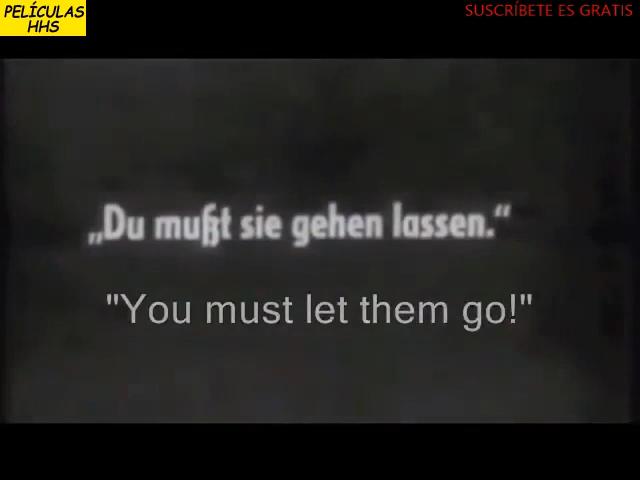 PELÍCULAS
HHS
SUSCRÍBETE ES GRATIS
„Du mußt sie gehen lassen.“
"You must let them go!"